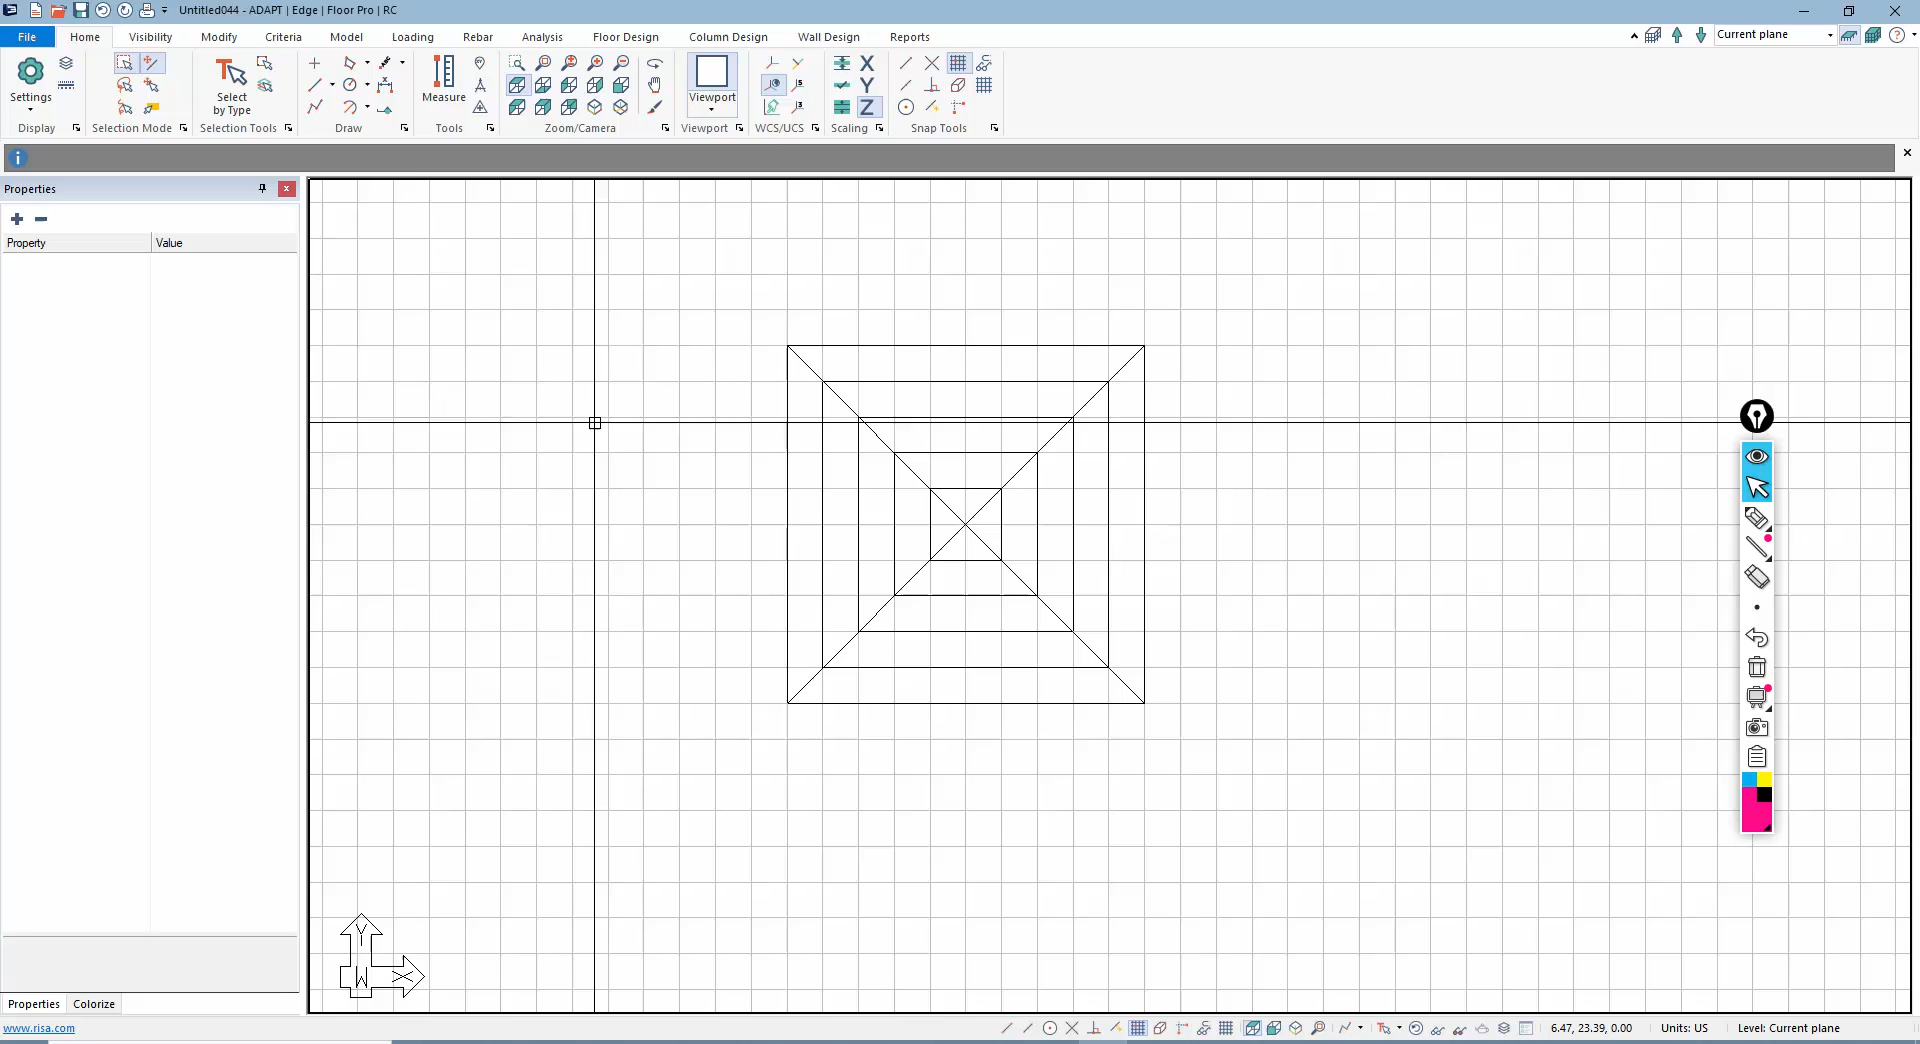 Untitled044 - ADAPT | Edge | Floor Pro | RC
File Home Visibility Modify Criteria Model Loading Rebar Analysis Floor Design Column Design Wall Design Reports Current plane
Settings Select by Type Measure Viewport X Y Z
Display Selection Mode Selection Tools Draw Tools Zoom/Camera Viewport WCS/UCS Scaling Snap Tools
Properties
Property Value
Y
W X
Properties Colorize
www.risa.com 6.47, 23.39, 0.00 Units: US Level: Current plane